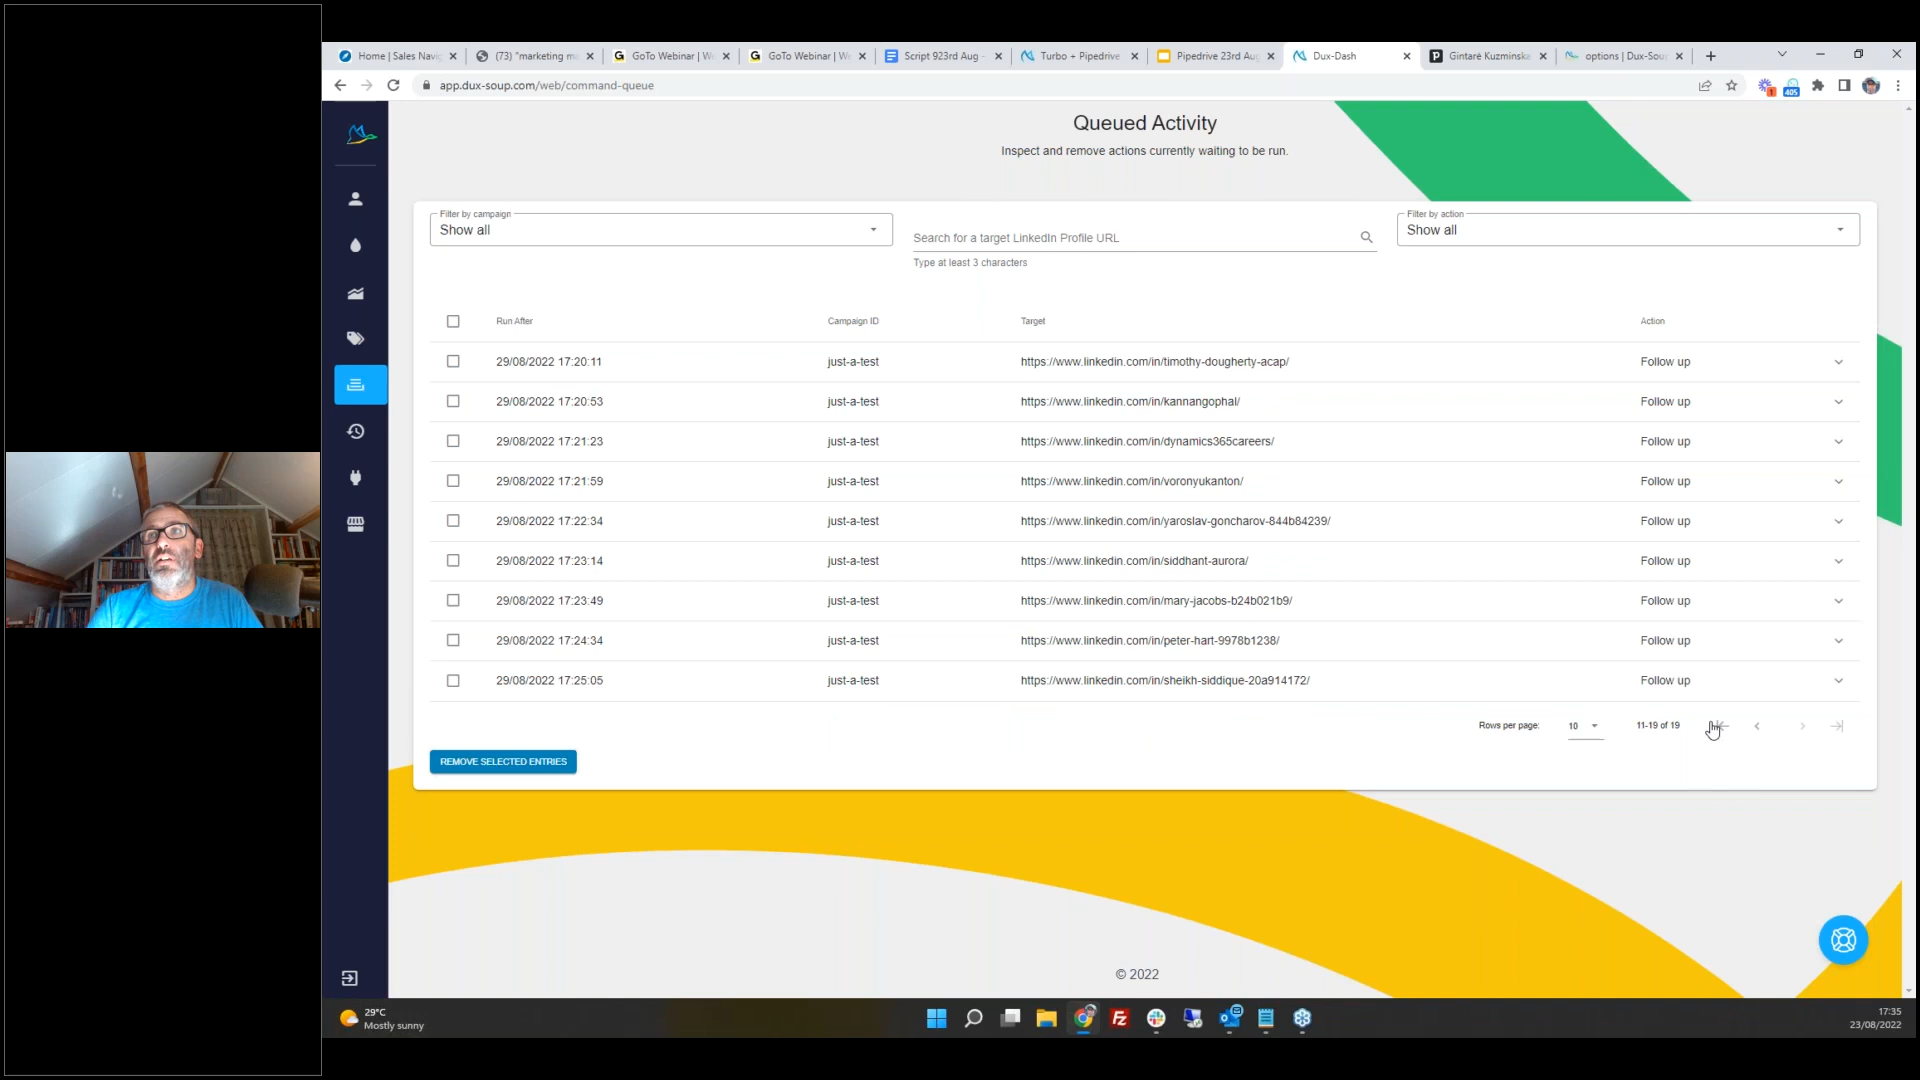 Home | Sales Navig
(73) "marketing ma
GoTo Webinar | We
GoTo Webinar | We
Script 923rd Aug -
Turbo + Pipedrive
Pipedrive 23rd Aug
Dux-Dash
Gintaré Kuzminska
options | Dux-Soup
app.dux-soup.com/web/command-queue
1
405
Queued Activity
Inspect and remove actions currently waiting to be run.
Filter by campaign
Show all
Search for a target LinkedIn Profile URL
Type at least 3 characters
Filter by action
Show all
Run After Campaign ID Target Action
29/08/2022 17:20:11 just-a-test https://www.linkedin.com/in/timothy-dougherty-acap/ Follow up
29/08/2022 17:20:53 just-a-test https://www.linkedin.com/in/kannangophal/ Follow up
29/08/2022 17:21:23 just-a-test https://www.linkedin.com/in/dynamics365careers/ Follow up
29/08/2022 17:21:59 just-a-test https://www.linkedin.com/in/voronyukanton/ Follow up
29/08/2022 17:22:34 just-a-test https://www.linkedin.com/in/yaroslav-goncharov-844b84239/ Follow up
29/08/2022 17:23:14 just-a-test https://www.linkedin.com/in/siddhant-aurora/ Follow up
29/08/2022 17:23:49 just-a-test https://www.linkedin.com/in/mary-jacobs-b24b021b9/ Follow up
29/08/2022 17:24:34 just-a-test https://www.linkedin.com/in/peter-hart-9978b1238/ Follow up
29/08/2022 17:25:05 just-a-test https://www.linkedin.com/in/sheikh-siddique-20a914172/ Follow up
Rows per page: 10 11-19 of 19
REMOVE SELECTED ENTRIES
© 2022
29°C
Mostly sunny
17:35
23/08/2022